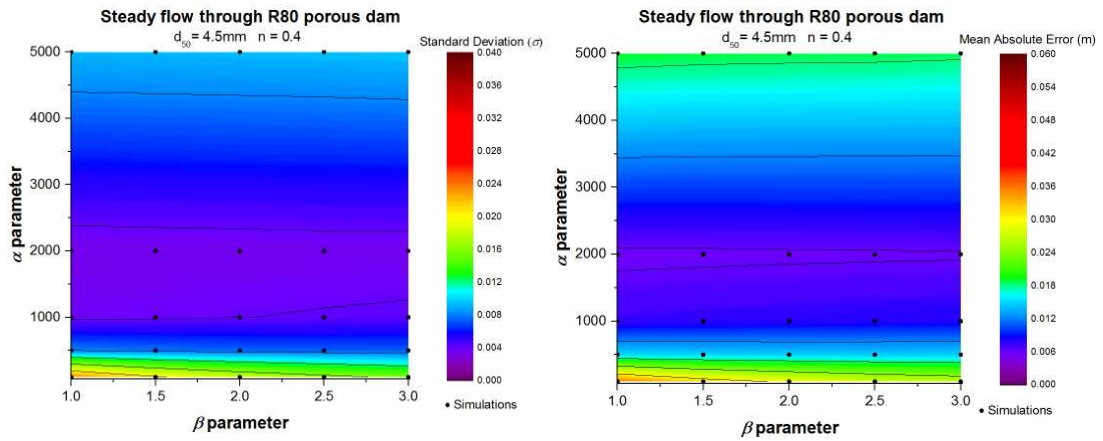 Steady flow through R80 porous dam
d50 = 4.5mm n = 0.4
Standard Deviation (σ)
5000
4000
3000
2000
1000
α parameter
1.0 1.5 2.0 2.5 3.0
β parameter
0.040
0.036
0.032
0.028
0.024
0.020
0.016
0.012
0.008
0.004
0.000
• Simulations
Steady flow through R80 porous dam
d50 = 4.5mm n = 0.4
Mean Absolute Error (m)
5000
4000
3000
2000
1000
α parameter
1.0 1.5 2.0 2.5 3.0
β parameter
0.060
0.054
0.048
0.042
0.036
0.030
0.024
0.018
0.012
0.006
0.000
• Simulations